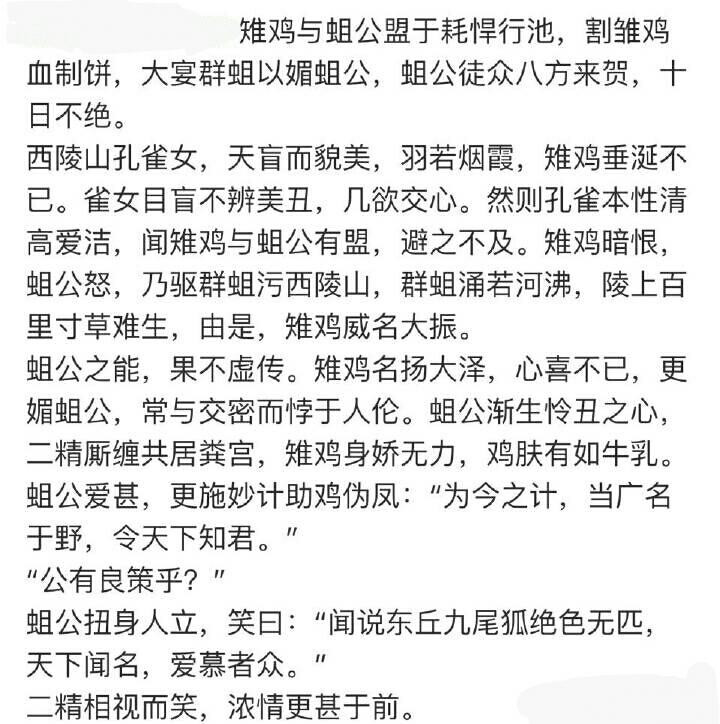 雉鸡与蛆公盟于耗悍行池，割雏鸡
血制饼，大宴群蛆以媚蛆公，蛆公徒众八方来贺，十
日不绝。
西陵山孔雀女，天盲而貌美，羽若烟霞，雉鸡垂涎不
已。雀女目盲不辨美丑，几欲交心。然则孔雀本性清
高爱洁，闻雉鸡与蛆公有盟，避之不及。雉鸡暗恨，
蛆公怒，乃驱群蛆污西陵山，群蛆涌若河沸，陵上百
里寸草难生，由是，雉鸡威名大振。
蛆公之能，果不虚传。雉鸡名扬大泽，心喜不已，更
媚蛆公，常与交密而悖于人伦。蛆公渐生怜丑之心，
二精厮缠共居粪宫，雉鸡身娇无力，鸡肤有如牛乳。
蛆公爱甚，更施妙计助鸡伪凤：“为今之计，当广名
于野，令天下知君。”
“公有良策乎？”
蛆公扭身人立，笑曰：“闻说东丘九尾狐绝色无匹，
天下闻名，爱慕者众。”
二精相视而笑，浓情更甚于前。